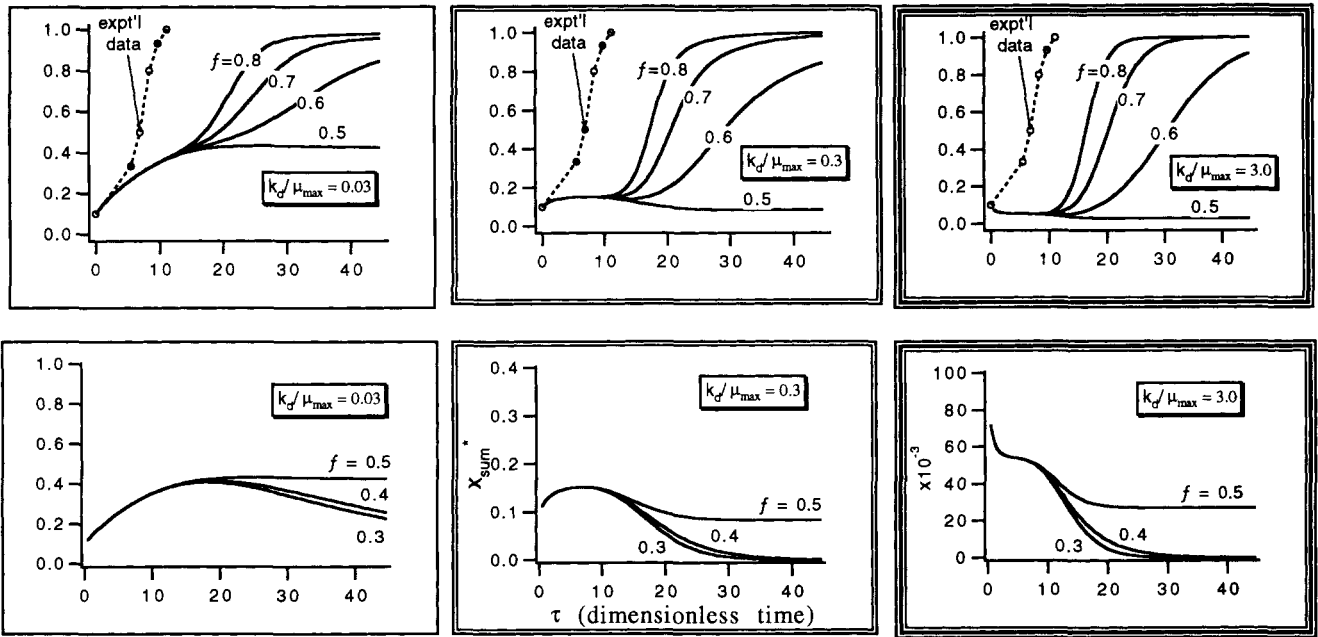 expt'l
data
1.0
0.8
0.6
0.4
0.2
0.0
f=0.8
0.7
0.6
0.5
k_d/μ_max = 0.03
0 10 20 30 40
expt'l
data
1.0
0.8
0.6
0.4
0.2
0.0
f=0.8
0.7
0.6
0.5
k_d/μ_max = 0.3
0 10 20 30 40
expt'l
data
1.0
0.8
0.6
0.4
0.2
0.0
f=0.8
0.7
0.6
0.5
k_d/μ_max = 3.0
0 10 20 30 40
1.0
0.8
0.6
0.4
0.2
0.0
k_d/μ_max = 0.03
f = 0.5
0.4
0.3
0 10 20 30 40
X_sum*
0.4
0.3
0.2
0.1
0.0
k_d/μ_max = 0.3
f = 0.5
0.4
0.3
0 10 20 30 40
τ (dimensionless time)
x10^-3
100
80
60
40
20
0
k_d/μ_max = 3.0
f = 0.5
0.4
0.3
0 10 20 30 40